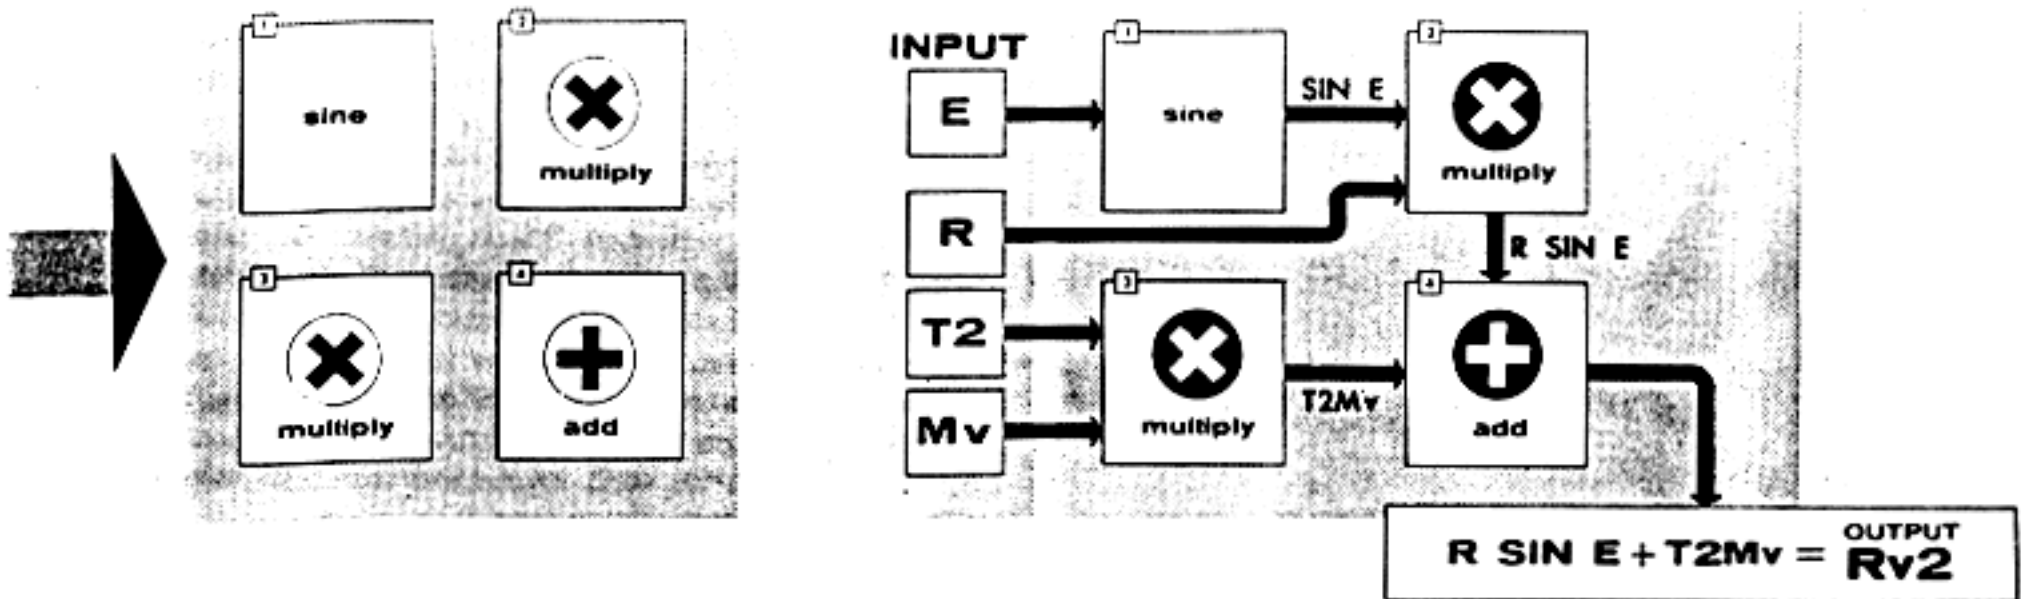 1
sine
2
multiply
3
multiply
4
add
INPUT
E
R
T2
Mv
1
sine
SIN E
2
multiply
R SIN E
3
multiply
T2Mv
4
add
OUTPUT
R SIN E + T2Mv = Rv2